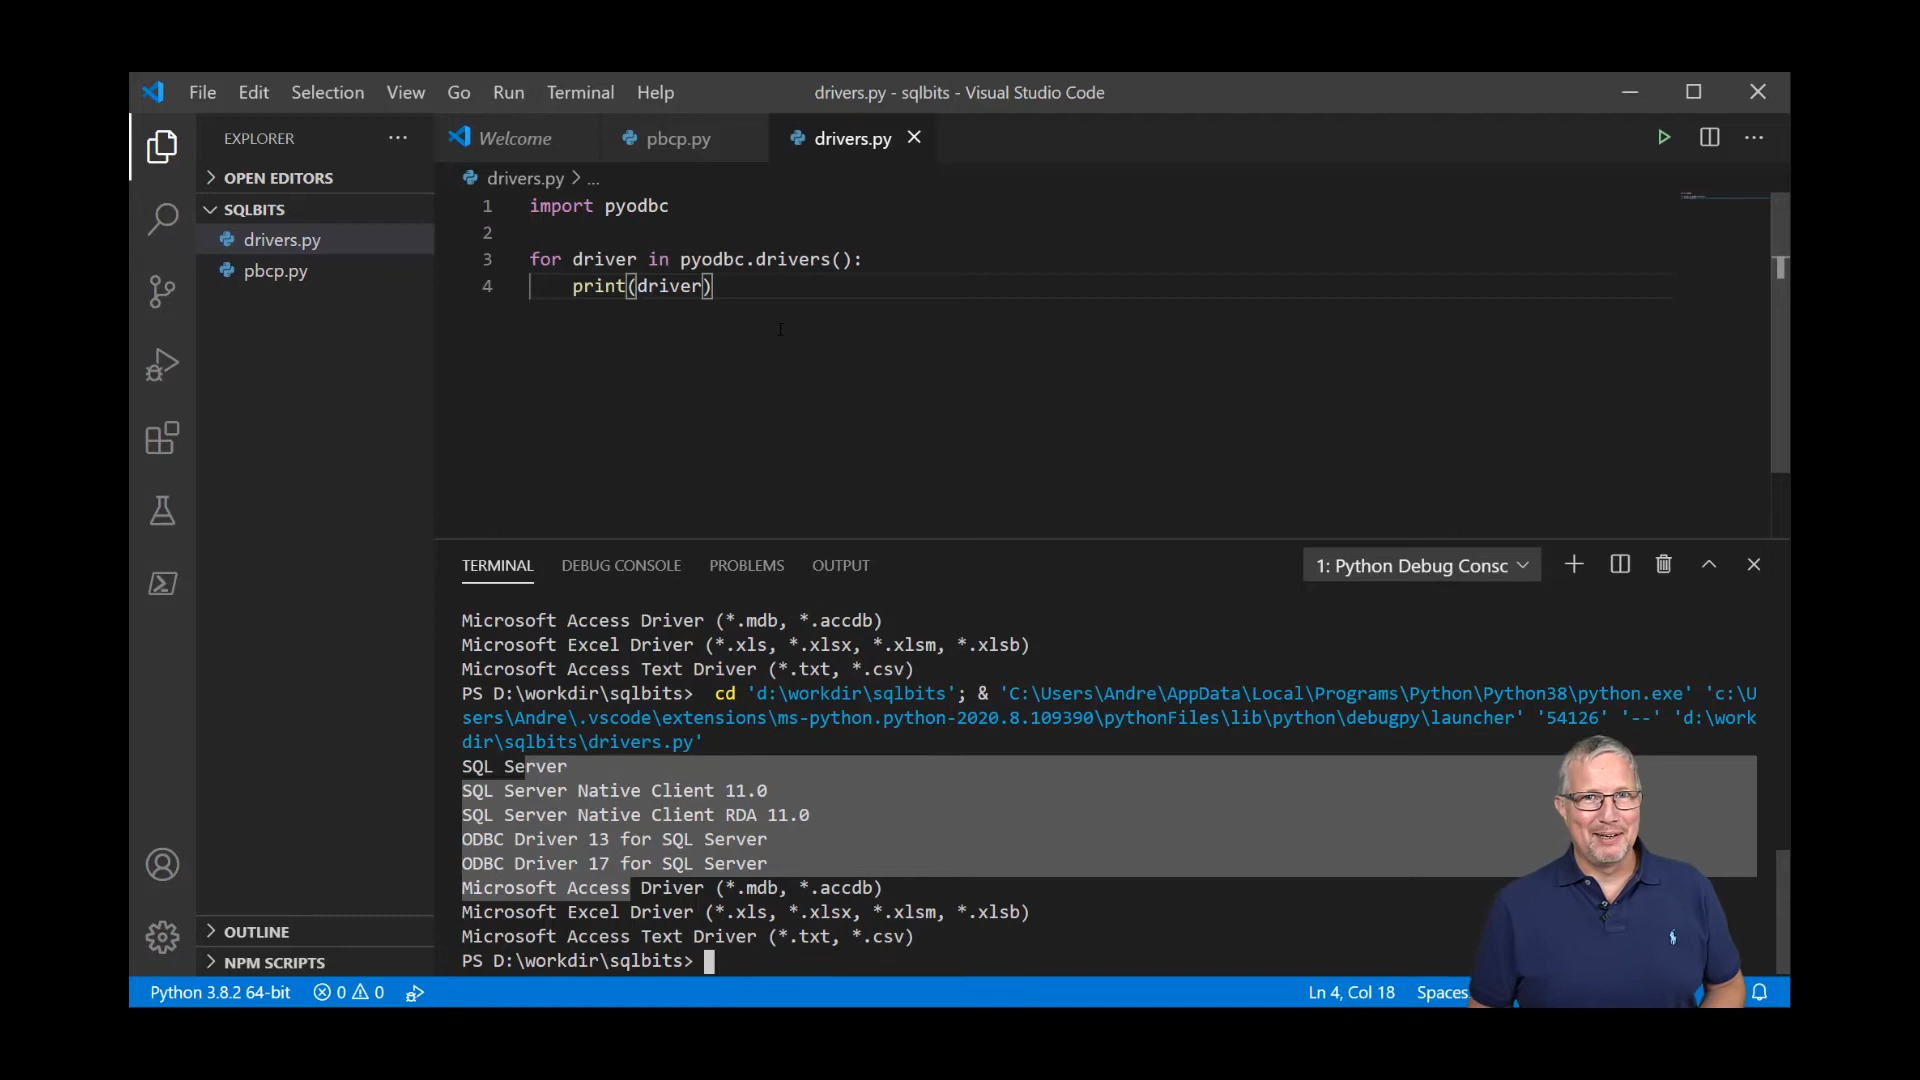 File Edit Selection View Go Run Terminal Help drivers.py - sqlbits - Visual Studio Code
EXPLORER
Welcome pbcp.py drivers.py
OPEN EDITORS
SQLBITS
drivers.py
pbcp.py
OUTLINE
NPM SCRIPTS
drivers.py > ...
1 import pyodbc
2
3 for driver in pyodbc.drivers():
4 print(driver)
TERMINAL DEBUG CONSOLE PROBLEMS OUTPUT 1: Python Debug Consc
Microsoft Access Driver (*.mdb, *.accdb)
Microsoft Excel Driver (*.xls, *.xlsx, *.xlsm, *.xlsb)
Microsoft Access Text Driver (*.txt, *.csv)
PS D:\workdir\sqlbits> cd 'd:\workdir\sqlbits'; & 'C:\Users\Andre\AppData\Local\Programs\Python\Python38\python.exe' 'c:\U
sers\Andre\.vscode\extensions\ms-python.python-2020.8.109390\pythonFiles\lib\python\debugpy\launcher' '54126' '--' 'd:\work
dir\sqlbits\drivers.py'
SQL Server
SQL Server Native Client 11.0
SQL Server Native Client RDA 11.0
ODBC Driver 13 for SQL Server
ODBC Driver 17 for SQL Server
Microsoft Access Driver (*.mdb, *.accdb)
Microsoft Excel Driver (*.xls, *.xlsx, *.xlsm, *.xlsb)
Microsoft Access Text Driver (*.txt, *.csv)
PS D:\workdir\sqlbits>
Python 3.8.2 64-bit 0 0 Ln 4, Col 18 Spaces